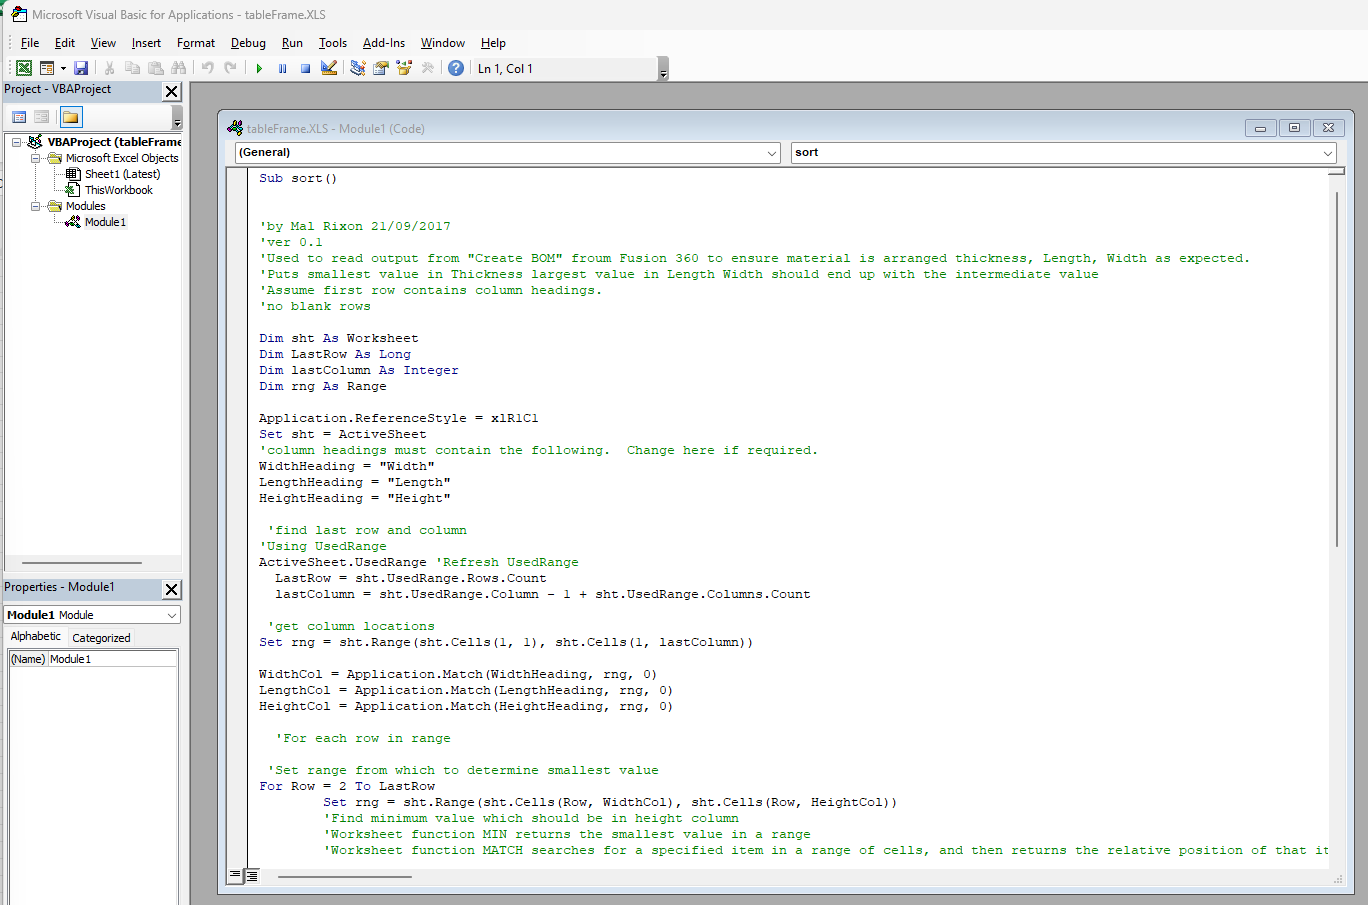 Microsoft Visual Basic for Applications - tableFrame.XLS
File Edit View Insert Format Debug Run Tools Add-Ins Window Help
Ln 1, Col 1
Project - VBAProject
VBAProject (tableFrame
Microsoft Excel Objects
Sheet1 (Latest)
ThisWorkbook
Modules
Module1
Properties - Module1
Module1 Module
Alphabetic Categorized
(Name) Module1
tableFrame.XLS - Module1 (Code)
(General) sort
Sub sort()
'by Mal Rixon 21/09/2017
'ver 0.1
'Used to read output from "Create BOM" froum Fusion 360 to ensure material is arranged thickness, Length, Width as expected.
'Puts smallest value in Thickness largest value in Length Width should end up with the intermediate value
'Assume first row contains column headings.
'no blank rows
Dim sht As Worksheet
Dim LastRow As Long
Dim lastColumn As Integer
Dim rng As Range
Application.ReferenceStyle = xlR1C1
Set sht = ActiveSheet
'column headings must contain the following.  Change here if required.
WidthHeading = "Width"
LengthHeading = "Length"
HeightHeading = "Height"
'find last row and column
'Using UsedRange
ActiveSheet.UsedRange 'Refresh UsedRange
LastRow = sht.UsedRange.Rows.Count
lastColumn = sht.UsedRange.Column - 1 + sht.UsedRange.Columns.Count
'get column locations
Set rng = sht.Range(sht.Cells(1, 1), sht.Cells(1, lastColumn))
WidthCol = Application.Match(WidthHeading, rng, 0)
LengthCol = Application.Match(LengthHeading, rng, 0)
HeightCol = Application.Match(HeightHeading, rng, 0)
'For each row in range
'Set range from which to determine smallest value
For Row = 2 To LastRow
Set rng = sht.Range(sht.Cells(Row, WidthCol), sht.Cells(Row, HeightCol))
'Find minimum value which should be in height column
'Worksheet function MIN returns the smallest value in a range
'Worksheet function MATCH searches for a specified item in a range of cells, and then returns the relative position of that it